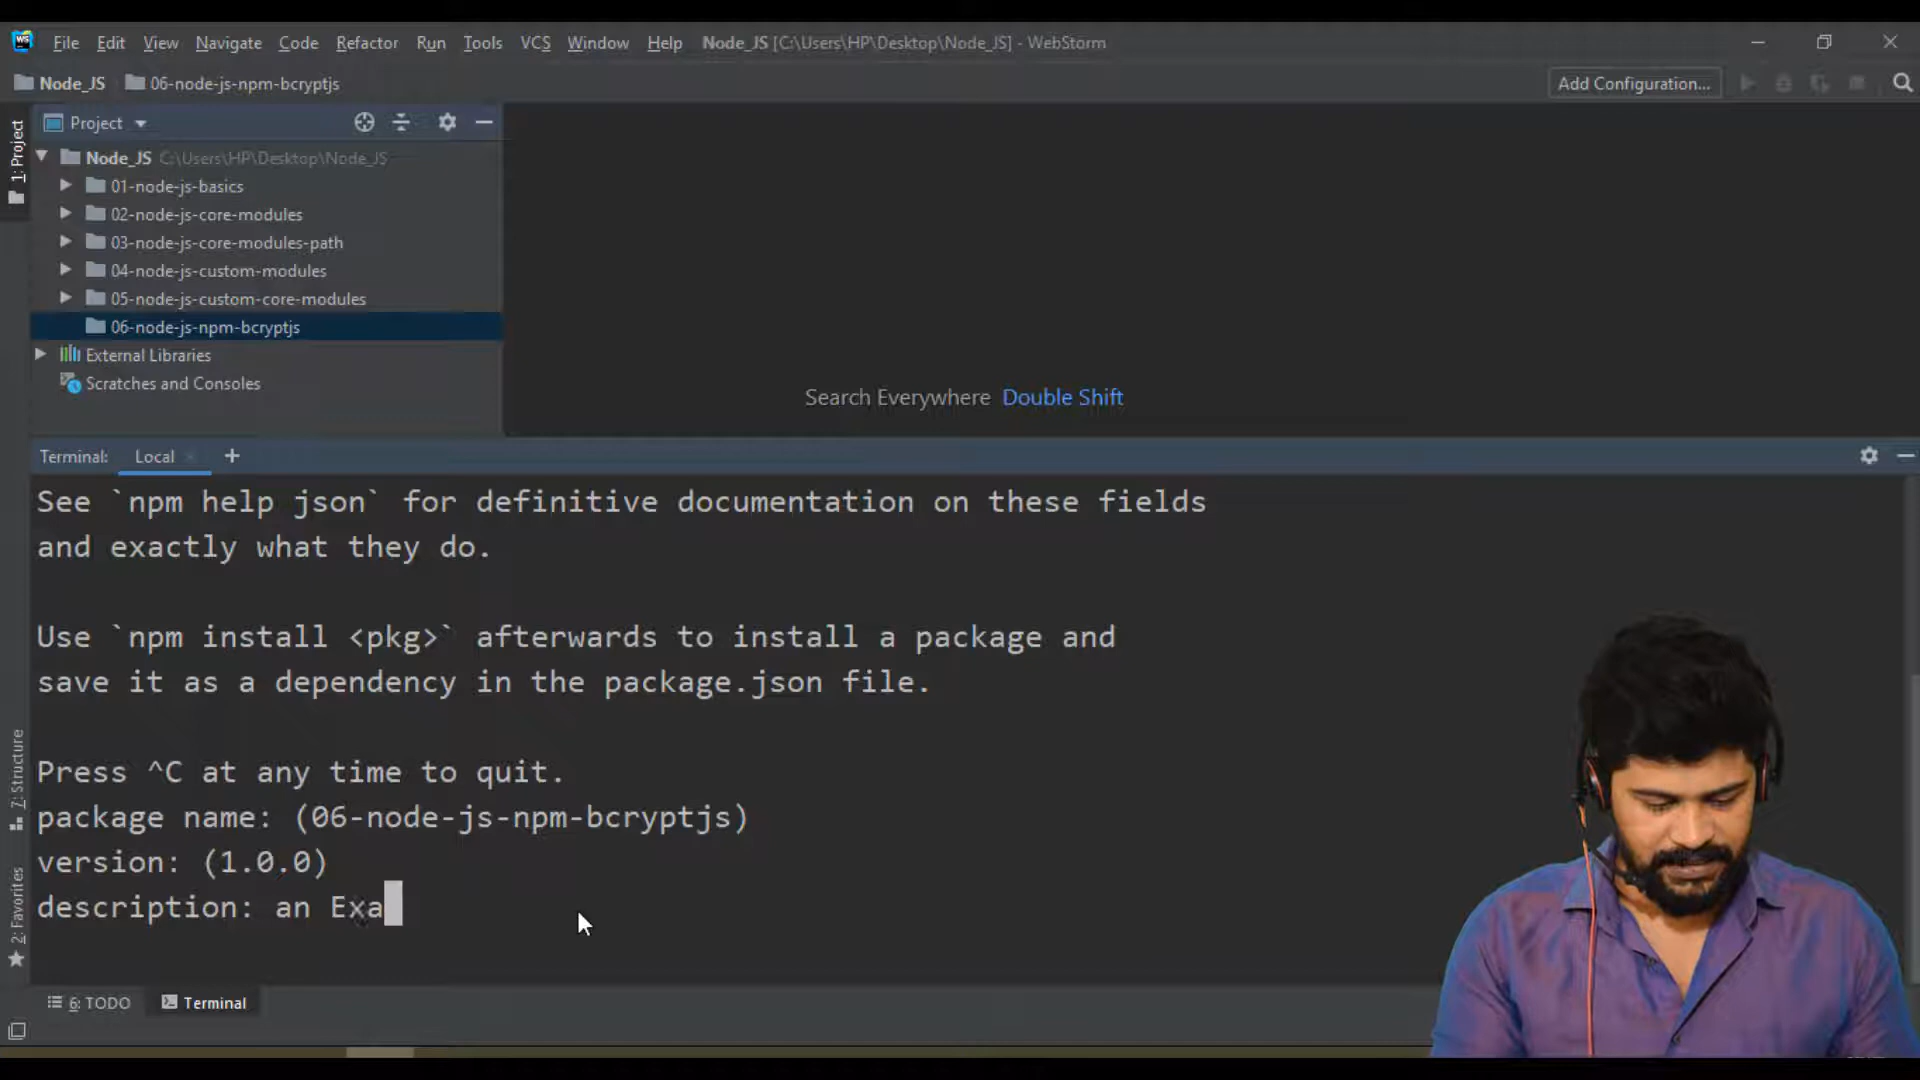 WS File Edit View Navigate Code Refactor Run Tools VCS Window Help Node_JS [C:\Users\HP\Desktop\Node_JS] - WebStorm
Node_JS 06-node-js-npm-bcryptjs Add Configuration...
1: Project
Project
Node_JS C:\Users\HP\Desktop\Node_JS
01-node-js-basics
02-node-js-core-modules
03-node-js-core-modules-path
04-node-js-custom-modules
05-node-js-custom-core-modules
06-node-js-npm-bcryptjs
External Libraries
Scratches and Consoles
Search Everywhere Double Shift
Terminal: Local +
See `npm help json` for definitive documentation on these fields
and exactly what they do.
Use `npm install <pkg>` afterwards to install a package and
save it as a dependency in the package.json file.
Press ^C at any time to quit.
package name: (06-node-js-npm-bcryptjs)
version: (1.0.0)
description: an Exa
7: Structure
2: Favorites
6: TODO Terminal